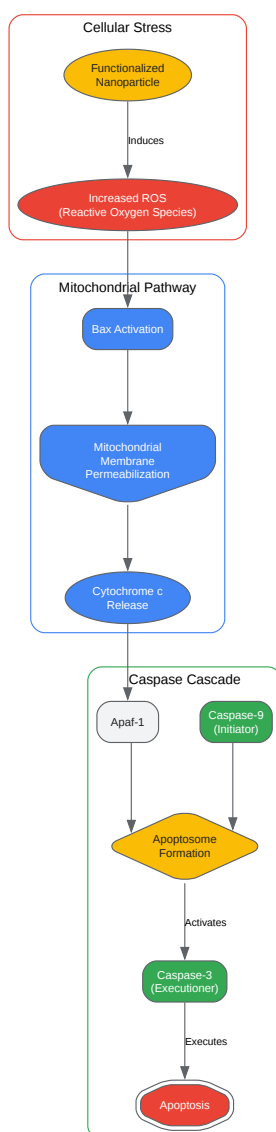 Cellular Stress
Functionalized
Nanoparticle
Induces
Increased ROS
(Reactive Oxygen Species)
Mitochondrial Pathway
Bax Activation
Mitochondrial
Membrane
Permeabilization
Cytochrome c
Release
Caspase Cascade
Apaf-1
Caspase-9
(Initiator)
Apoptosome
Formation
Activates
Caspase-3
(Executioner)
Executes
Apoptosis